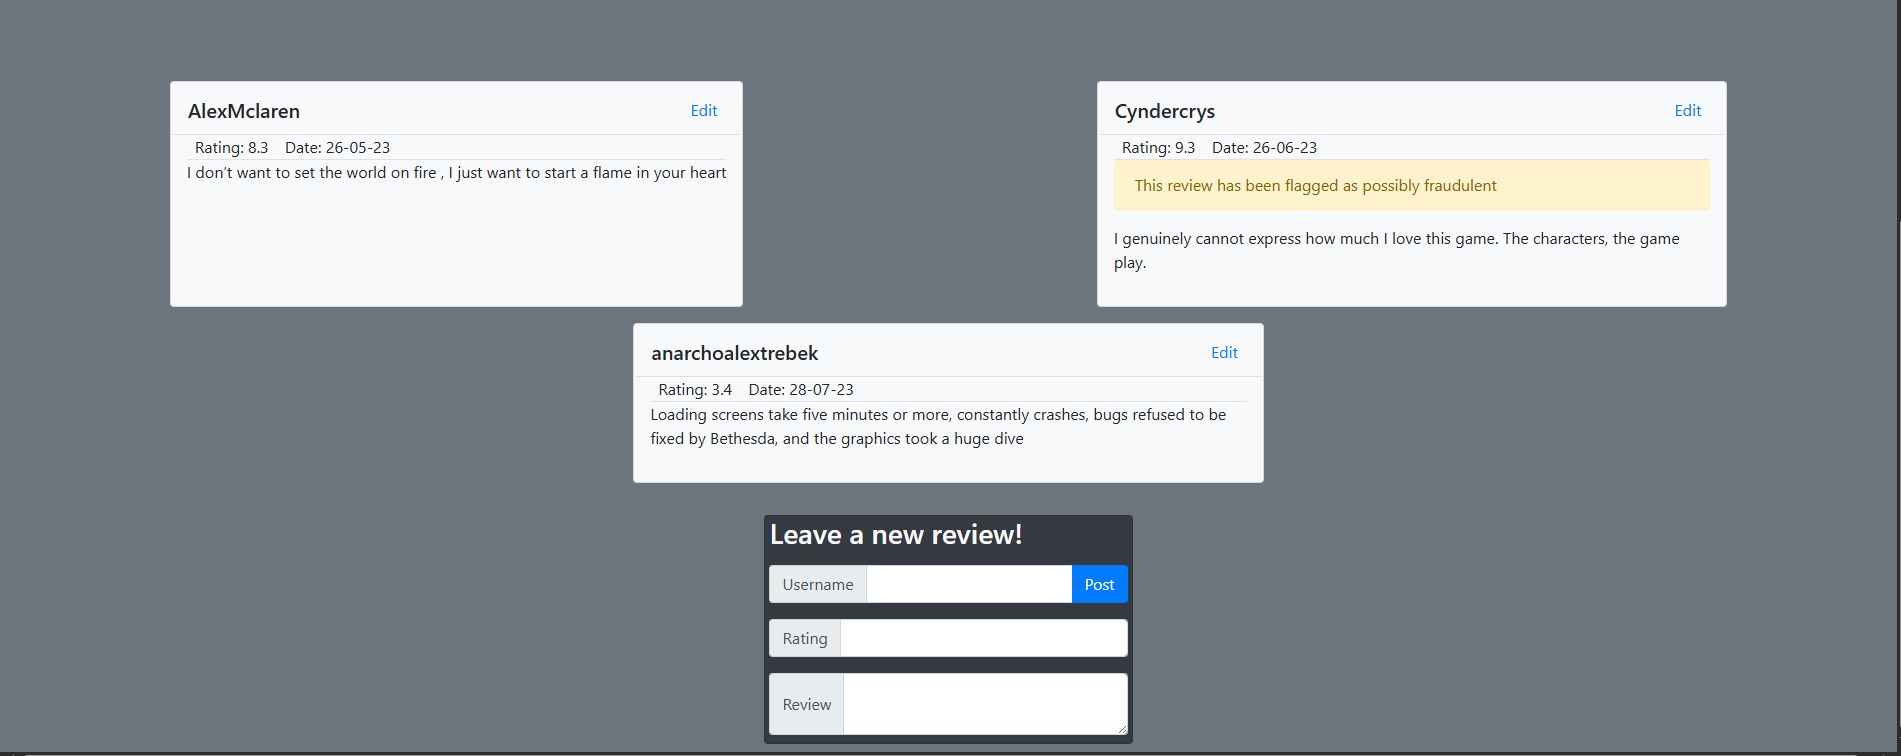 AlexMclaren Edit
Rating: 8.3 Date: 26-05-23
I don't want to set the world on fire , I just want to start a flame in your heart
Cyndercrys Edit
Rating: 9.3 Date: 26-06-23
This review has been flagged as possibly fraudulent
I genuinely cannot express how much I love this game. The characters, the game
play.
anarchoalextrebek Edit
Rating: 3.4 Date: 28-07-23
Loading screens take five minutes or more, constantly crashes, bugs refused to be
fixed by Bethesda, and the graphics took a huge dive
Leave a new review!
Username Post
Rating
Review